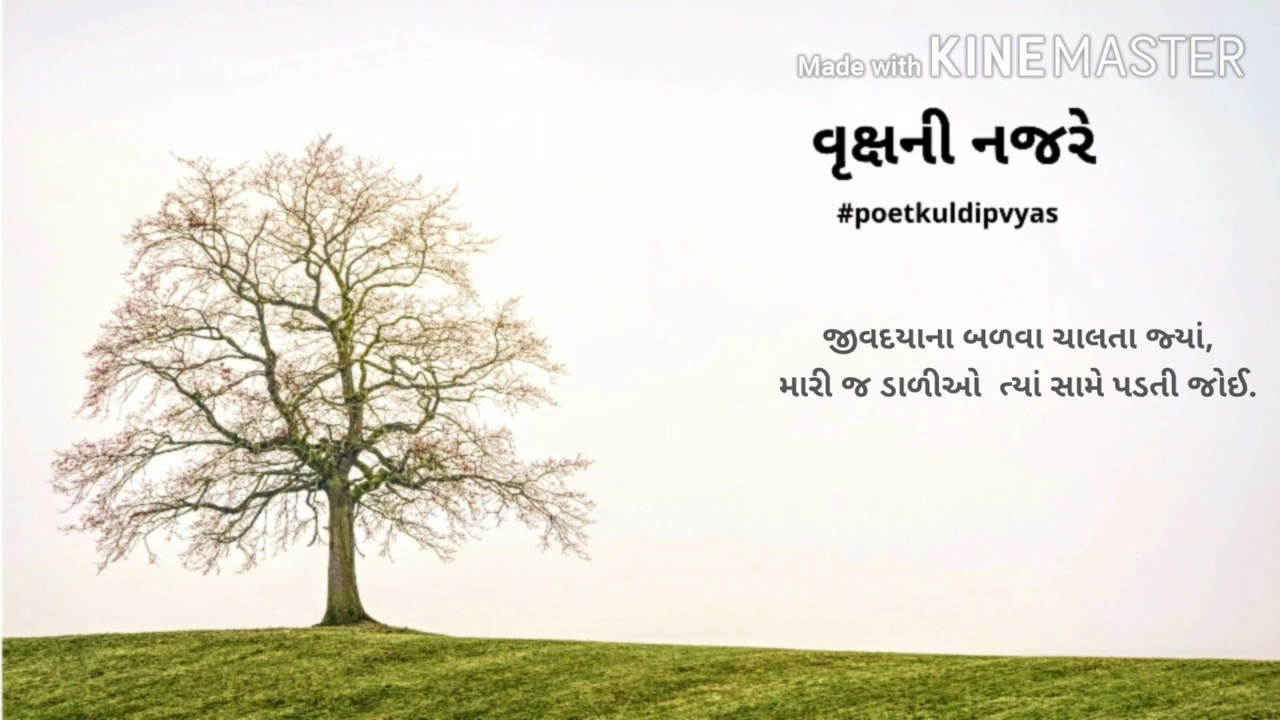 Made with KINEMASTER
વૃક્ષની નજરે
#poetkuldipvyas
જીવદયાના બળવા ચાલતા જ્યાં,
મારી જ ડાળીઓ ત્યાં સામે પડતી જોઈ.